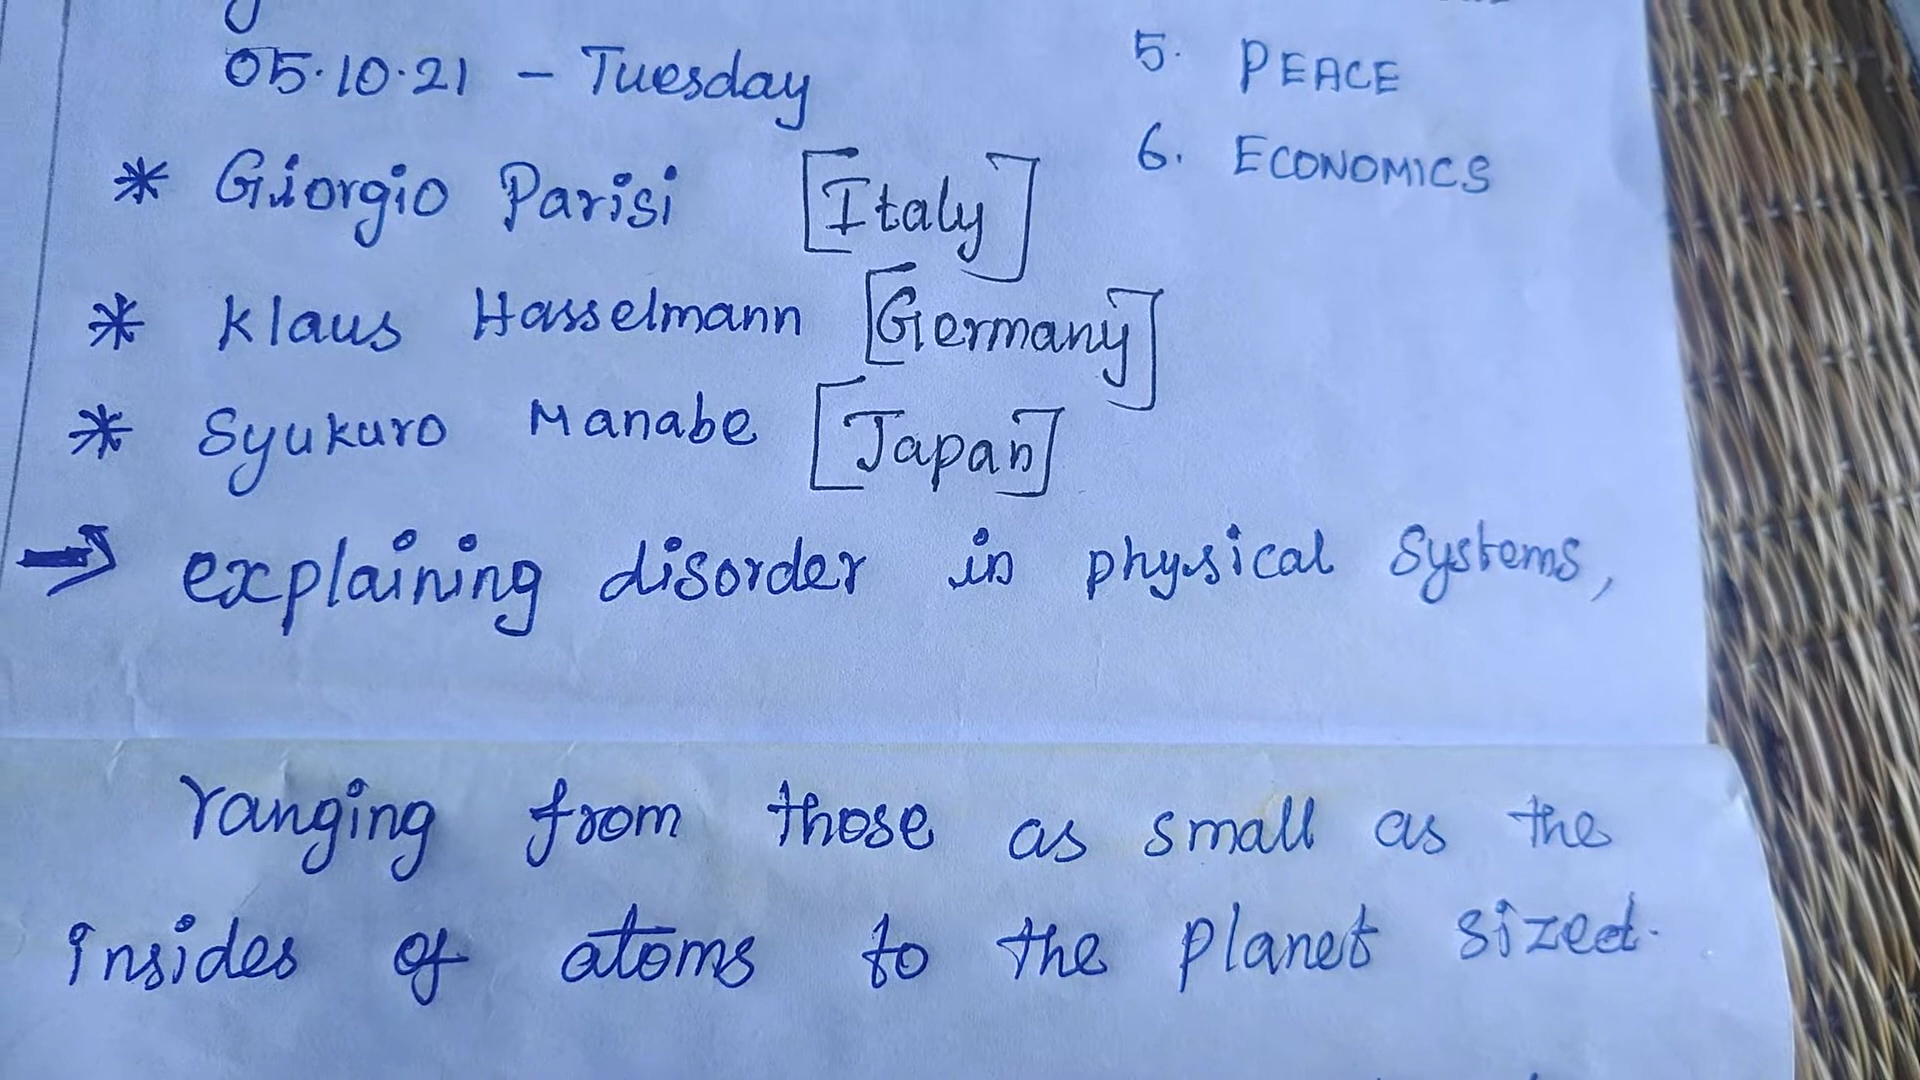 05.10.21 - Tuesday
5. PEACE
6. ECONOMICS
* Giorgio Parisi [Italy]
* Klaus Hasselmann [Germany]
* Syukuro Manabe [Japan]
→ explaining disorder in physical Systems,
ranging from those as small as the
insides of atoms to the planet sized.